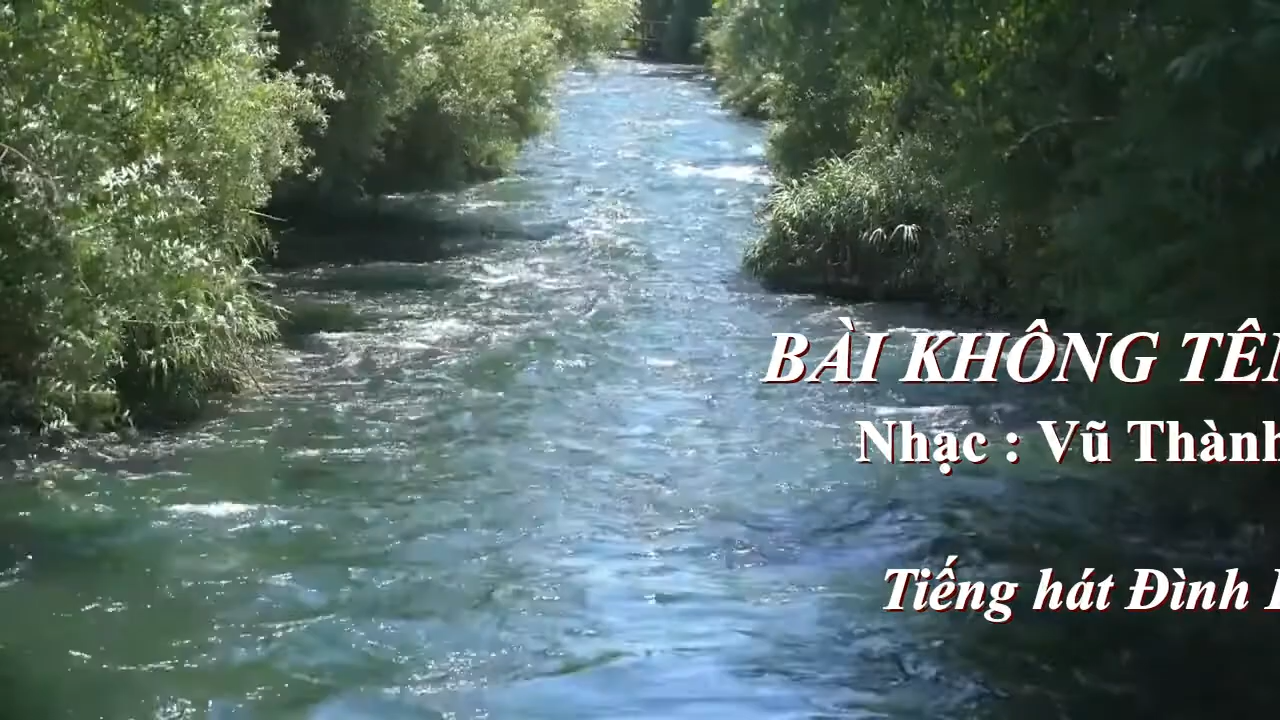 BÀI KHÔNG TÊN
Nhạc : Vũ Thành
Tiếng hát Đình